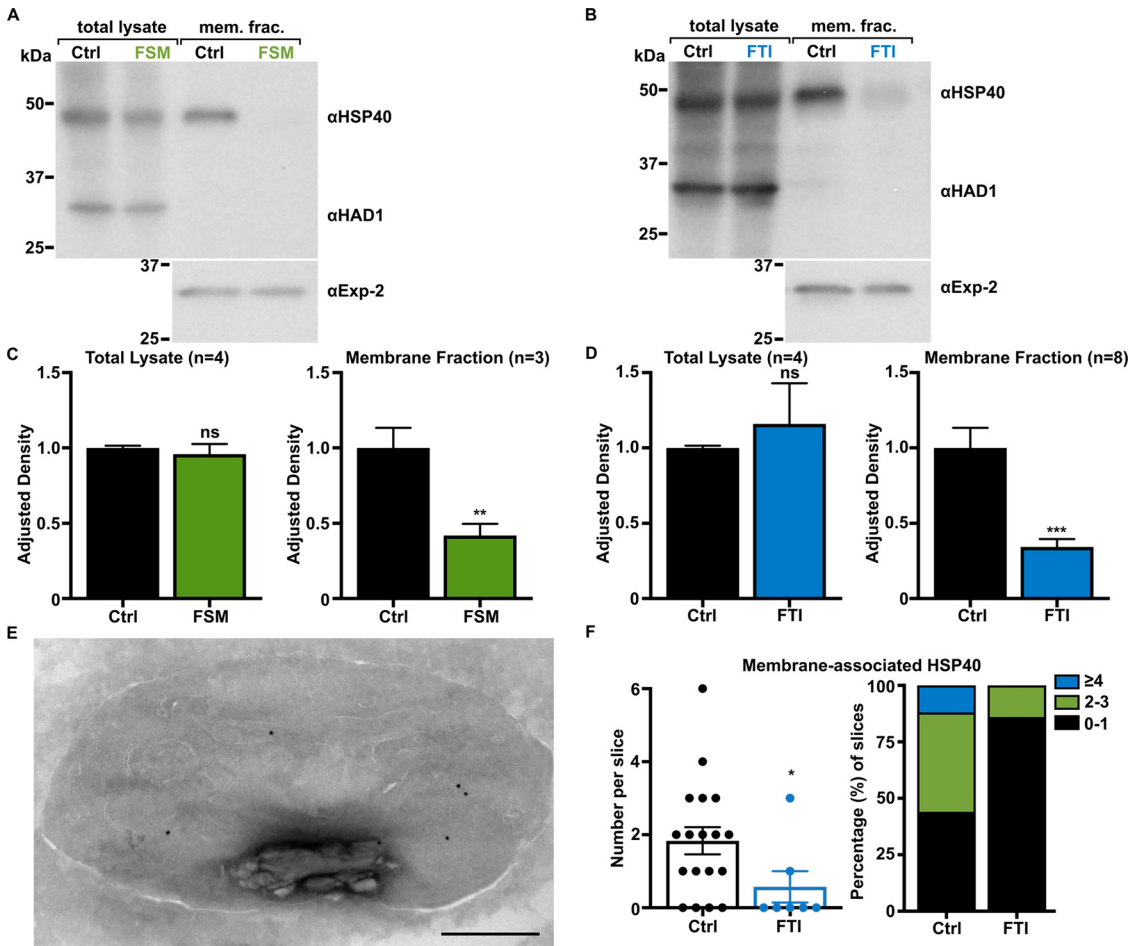 A
total lysate mem. frac.
kDa Ctrl FSM Ctrl FSM
50
αHSP40
37
αHAD1
25
37
αExp-2
25
B
total lysate mem. frac.
kDa Ctrl FTI Ctrl FTI
50
αHSP40
37
αHAD1
25
37
αExp-2
25
C
Total Lysate (n=4)
Adjusted Density
1.5
1.0
0.5
0
ns
Ctrl FSM
Membrane Fraction (n=3)
Adjusted Density
1.5
1.0
0.5
0
**
Ctrl FSM
D
Total Lysate (n=4)
Adjusted Density
1.5
1.0
0.5
0
ns
Ctrl FTI
Membrane Fraction (n=8)
Adjusted Density
1.5
1.0
0.5
0
***
Ctrl FTI
E
F
Membrane-associated HSP40
Number per slice
6
4
2
0
*
Ctrl FTI
Percentage (%) of slices
100
75
50
25
0
Ctrl FTI
≥4
2-3
0-1